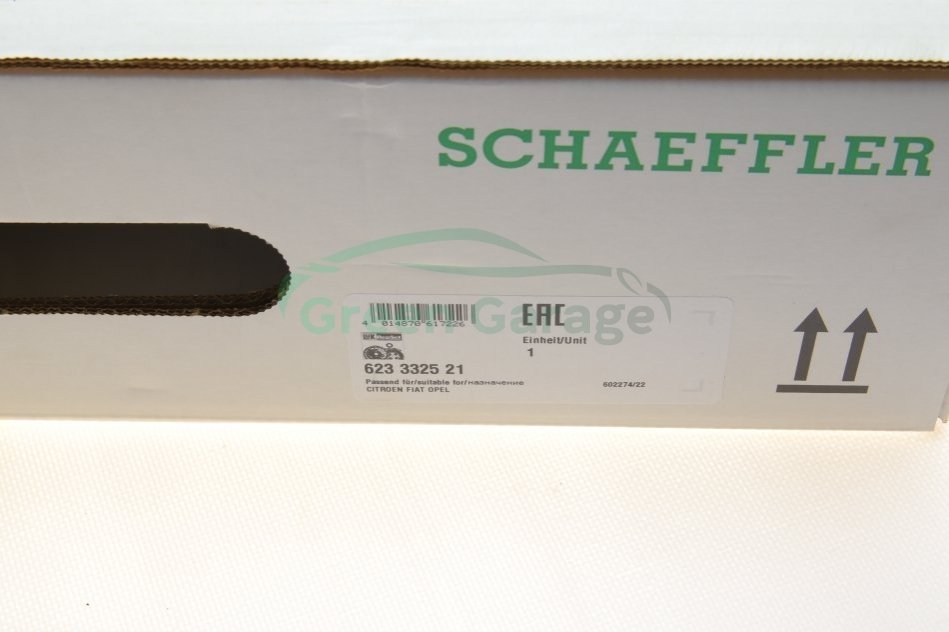 SCHAEFFLER
Green Garage
4 014870 617226
EAC
Einheit/Unit
1
623 3325 21
Passend für/suitable for/назначение
CITROEN FIAT OPEL
602274/22